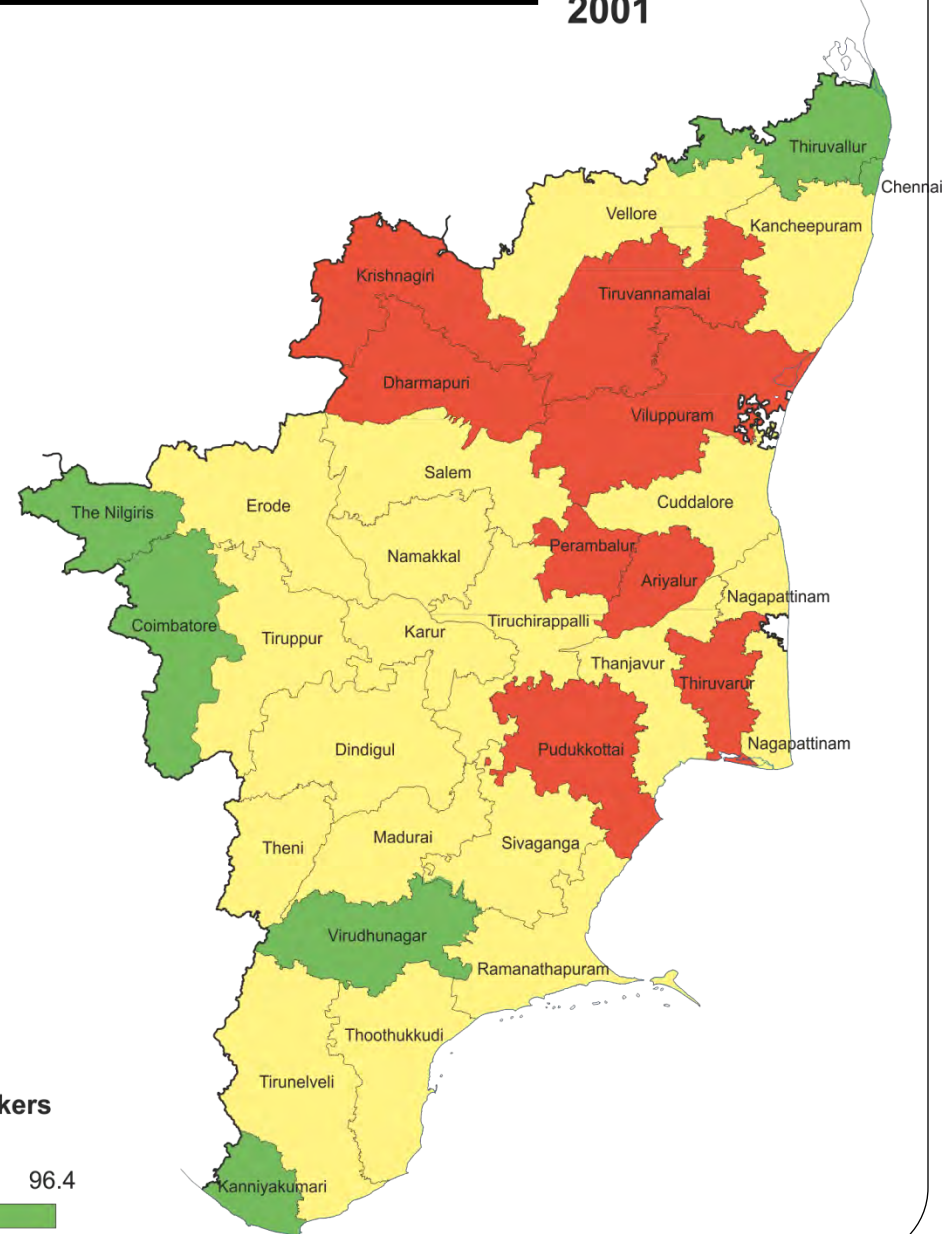 2001
Thiruvallur
Chennai
Vellore
Kancheepuram
Krishnagiri
Tiruvannamalai
Dharmapuri
Viluppuram
Salem
Cuddalore
The Nilgiris
Erode
Perambalur
Namakkal
Ariyalur
Nagapattinam
Coimbatore
Tiruchirappalli
Karur
Tiruppur
Thanjavur
Thiruvarur
Nagapattinam
Dindigul
Pudukkottai
Madurai
Sivaganga
Theni
Virudhunagar
Ramanathapuram
Thoothukkudi
Tirunelveli
kers
96.4
Kanniyakumari